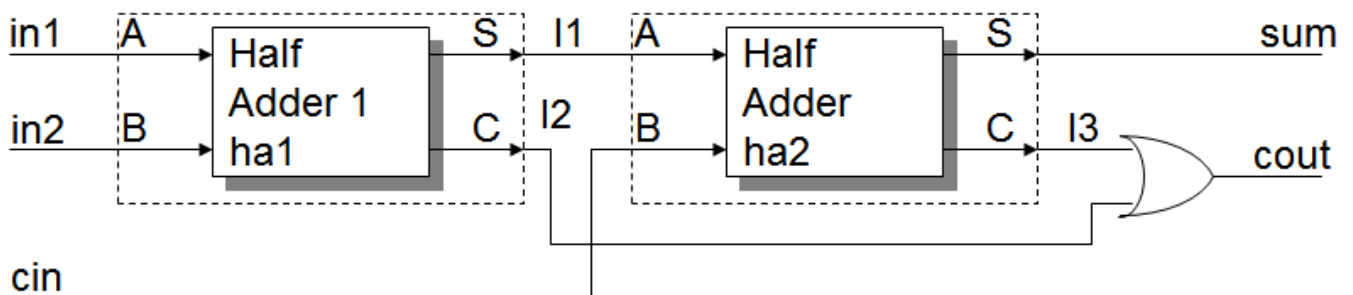 in1
A
Half
Adder 1
ha1
S
I1
A
Half
Adder
ha2
S
sum
in2
B
C
I2
B
C
I3
cout
cin